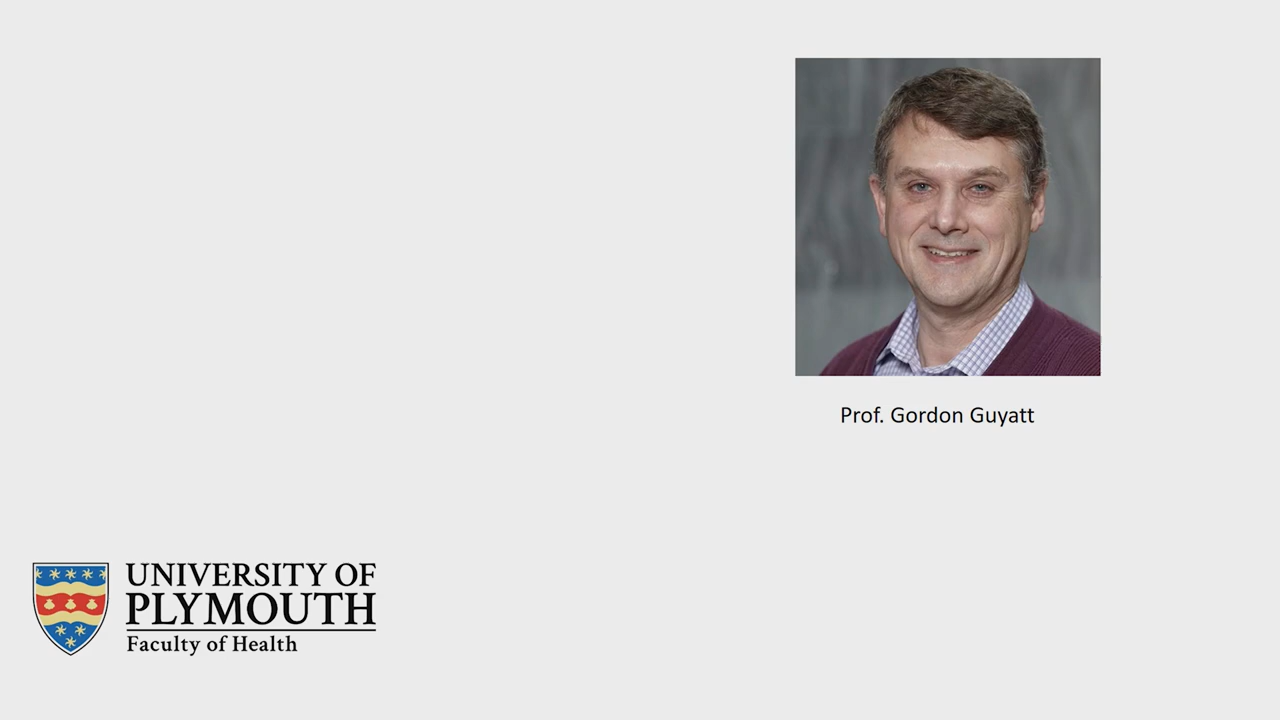 Prof. Gordon Guyatt
UNIVERSITY OF
PLYMOUTH
Faculty of Health